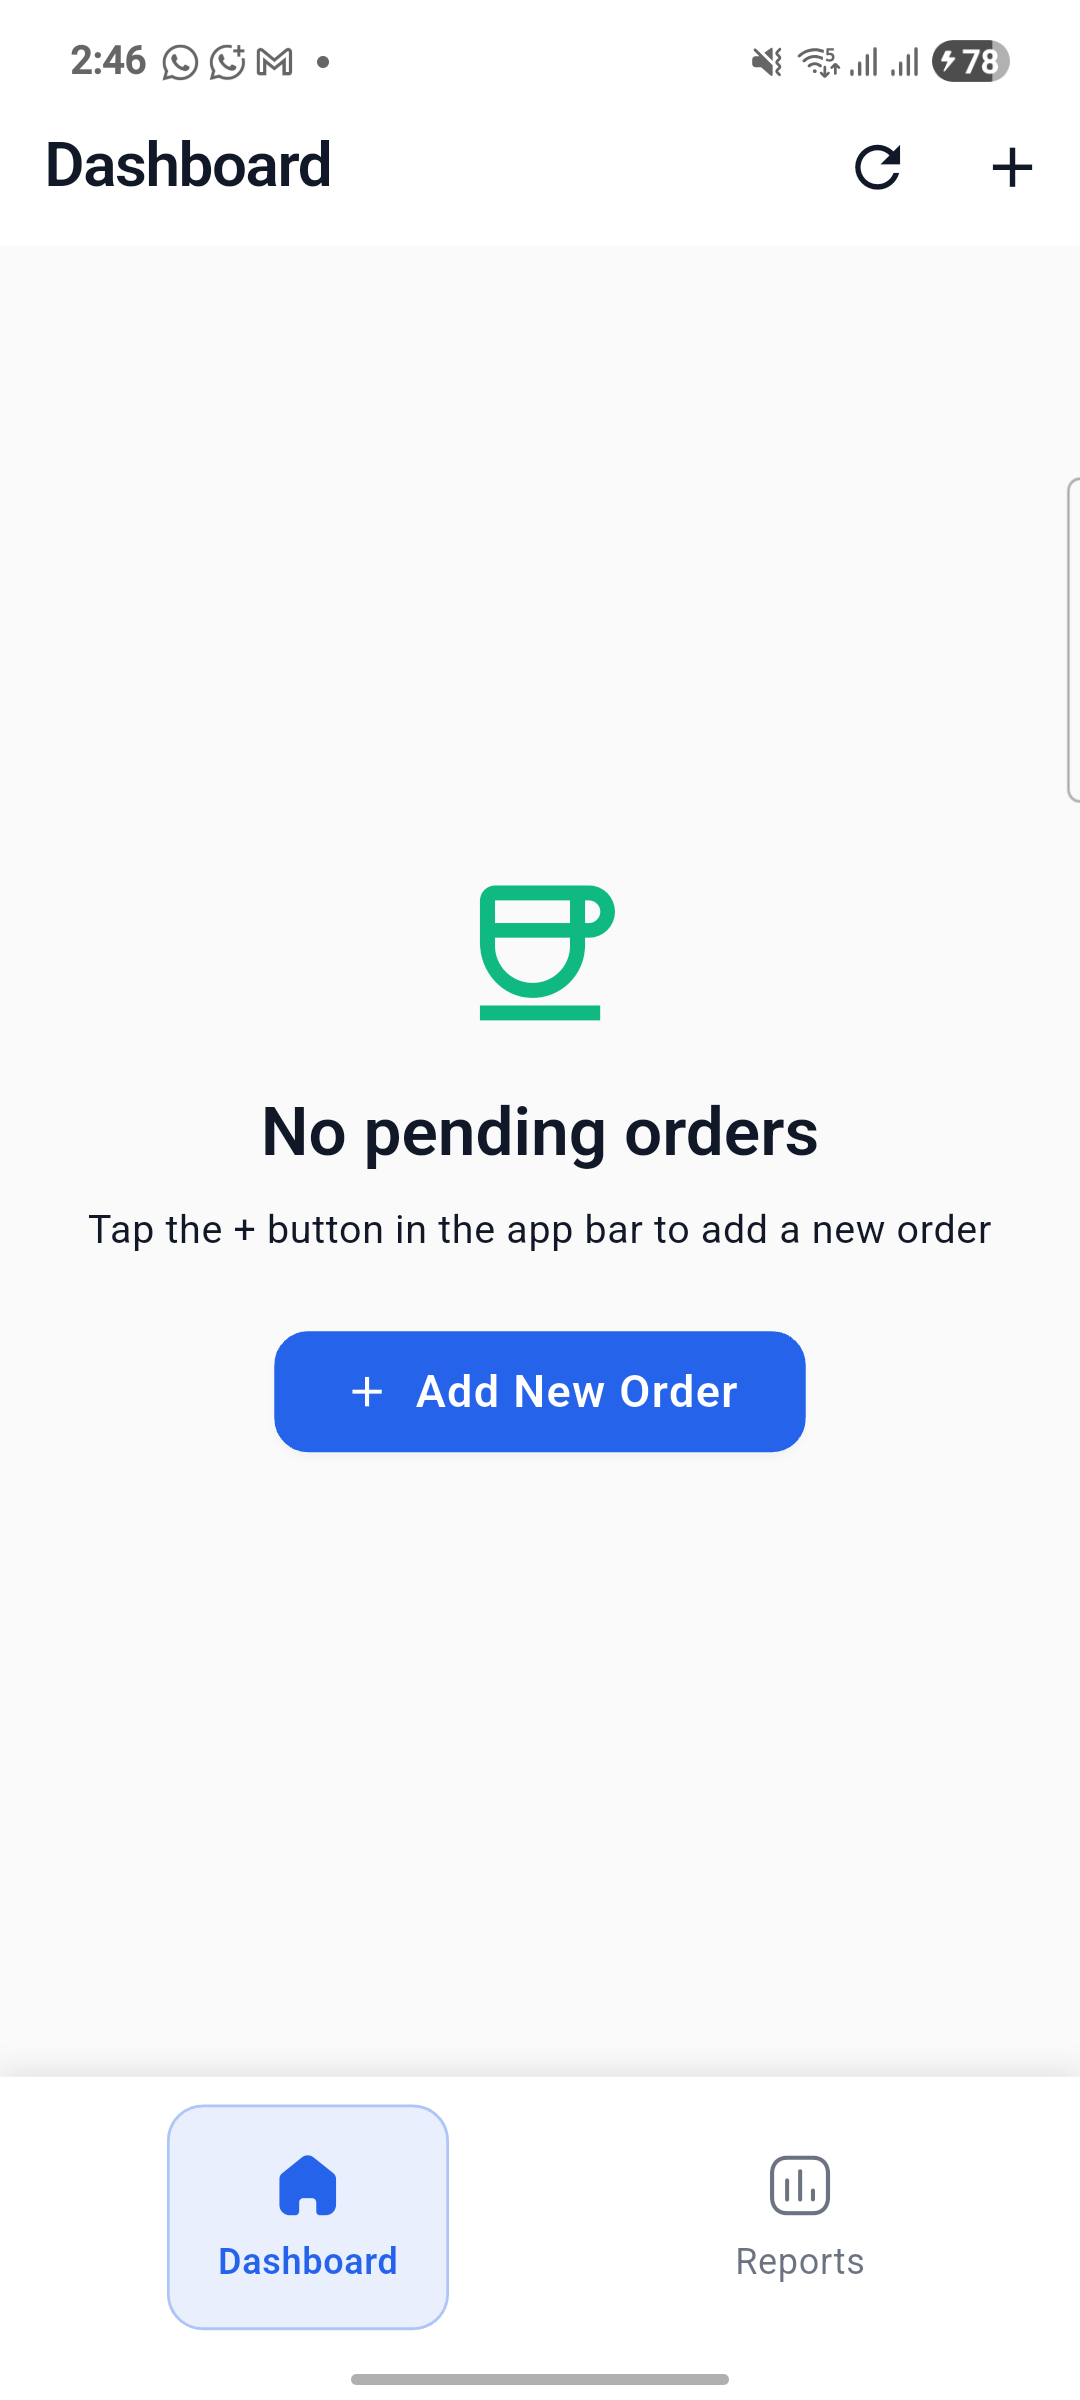 2:46
5
78
Dashboard
No pending orders
Tap the + button in the app bar to add a new order
+ Add New Order
Dashboard
Reports